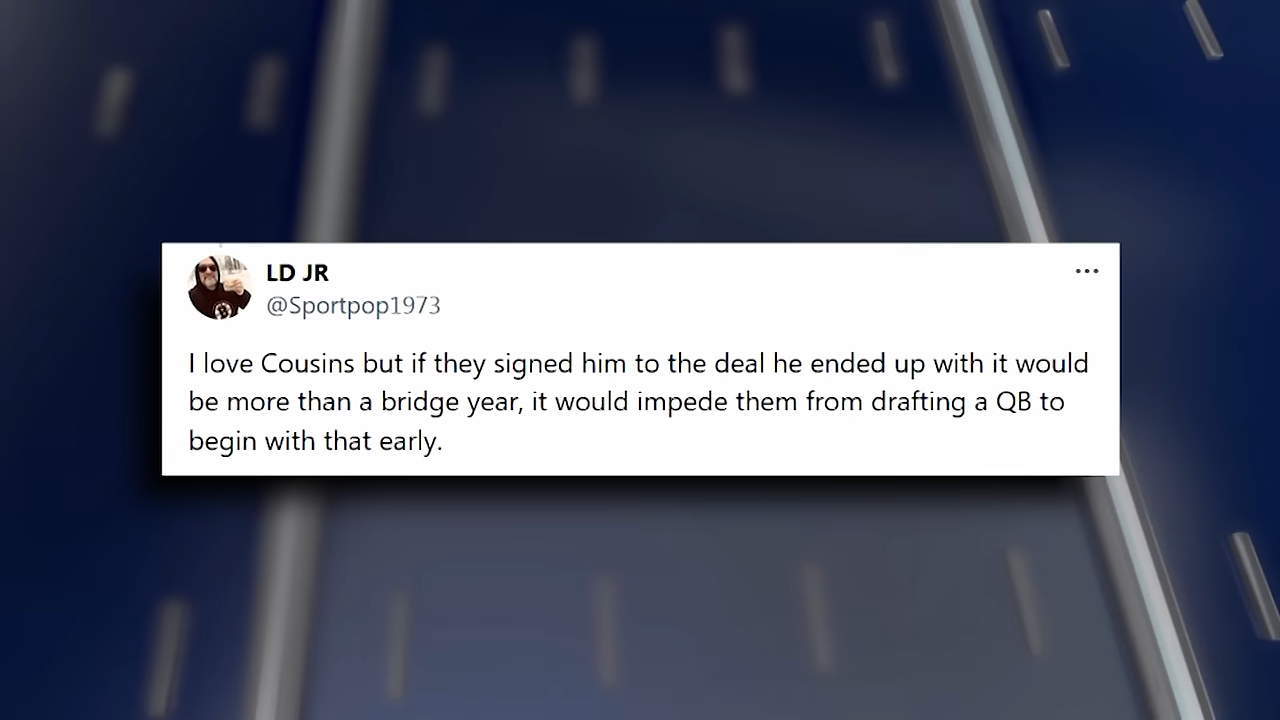 LD JR
@Sportpop1973
I love Cousins but if they signed him to the deal he ended up with it would
be more than a bridge year, it would impede them from drafting a QB to
begin with that early.